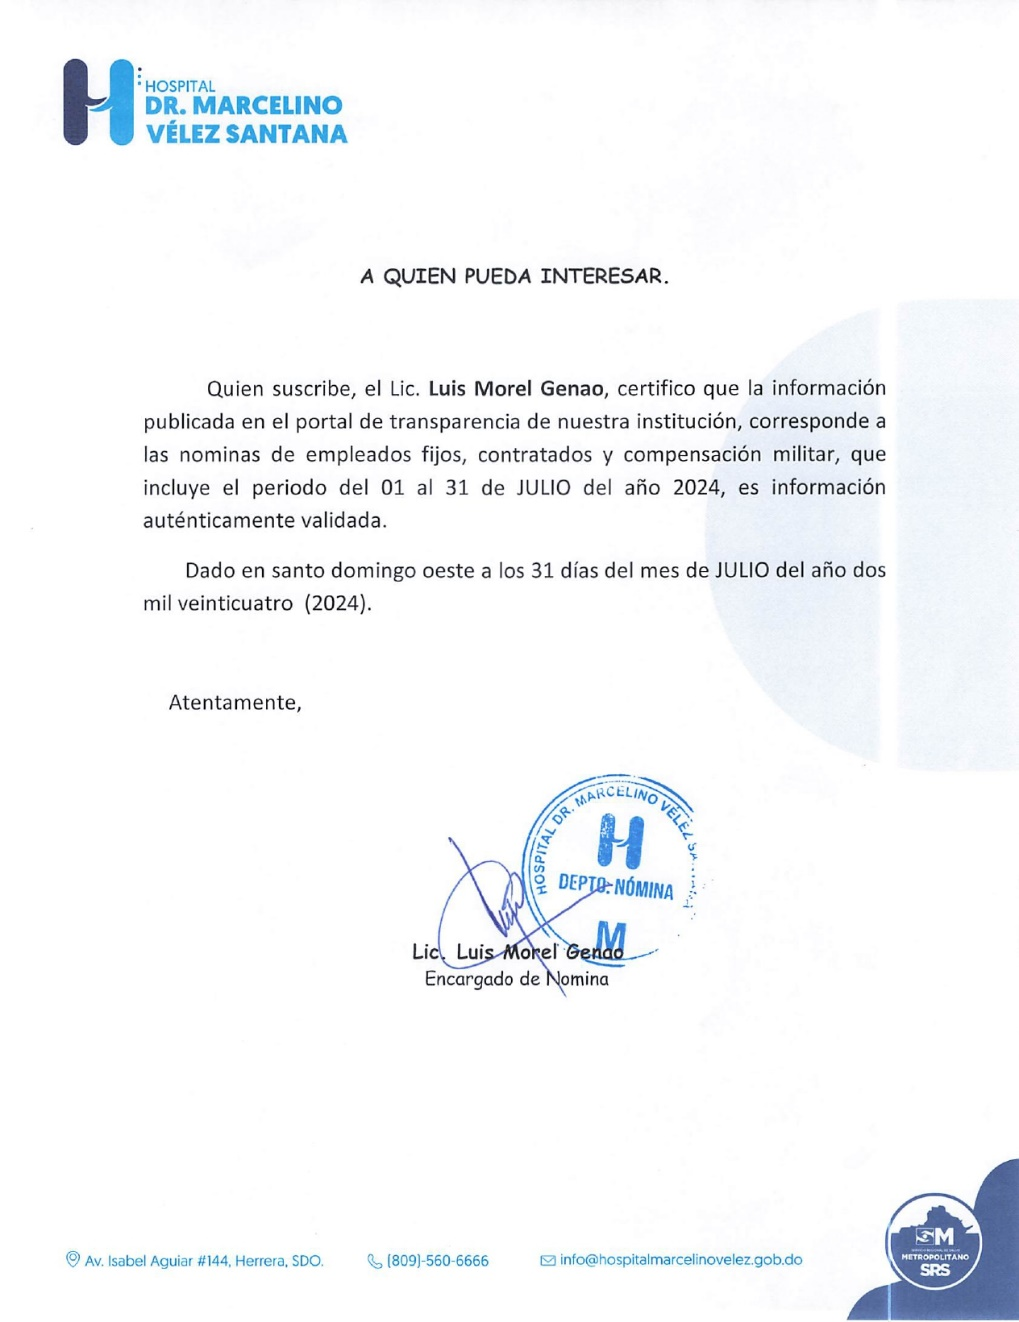 HOSPITAL
DR. MARCELINO
VÉLEZ SANTANA
A QUIEN PUEDA INTERESAR.
Quien suscribe, el Lic. Luis Morel Genao, certifico que la información
publicada en el portal de transparencia de nuestra institución, corresponde a
las nominas de empleados fijos, contratados y compensación militar, que
incluye el periodo del 01 al 31 de JULIO del año 2024, es información
auténticamente validada.
Dado en santo domingo oeste a los 31 días del mes de JULIO del año dos
mil veinticuatro (2024).
Atentamente,
HOSPITAL DR. MARCELINO VÉLEZ SA
DEPTO. NÓMINA
M
Lic. Luis Morel Genao
Encargado de Nomina
Av. Isabel Aguiar #144, Herrera, SDO.
(809)-560-6666
info@hospitalmarcelinovelez.gob.do
SM
METROPOLITANO
SRS